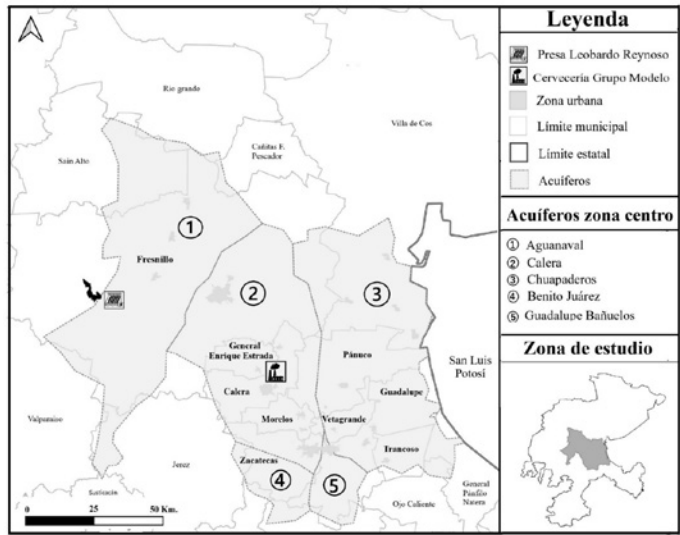 Río grande
Villa de Cos
Cañitas F.
Pescador
Saín Alto
①
Fresnillo
②
③
General
Enrique Estrada
Pánuco
San Luis
Potosí
Calera
Guadalupe
Morelos
Vetagrande
Valparaíso
Trancoso
Zacatecas
Jerez
④
⑤
Susticacán
Ojo Caliente
General
Pánfilo
Natera
0 25 50 Km.
Leyenda
Presa Leobardo Reynoso
Cervecería Grupo Modelo
Zona urbana
Límite municipal
Límite estatal
Acuíferos
Acuíferos zona centro
① Aguanaval
② Calera
③ Chupaderos
④ Benito Juárez
⑤ Guadalupe Bañuelos
Zona de estudio